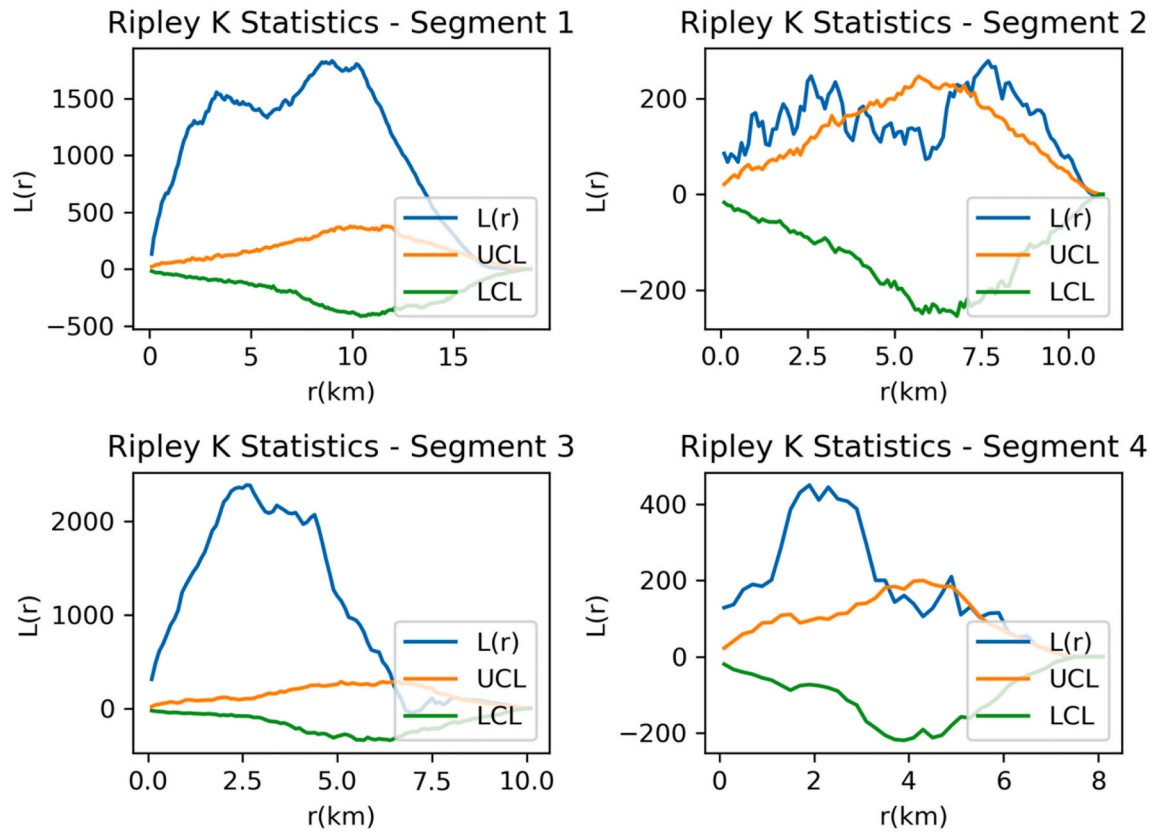 Ripley K Statistics - Segment 1
L(r)
1500
1000
500
0
−500
0
5
10
15
r(km)
L(r)
UCL
LCL
Ripley K Statistics - Segment 2
L(r)
200
0
−200
0.0
2.5
5.0
7.5
10.0
r(km)
L(r)
UCL
LCL
Ripley K Statistics - Segment 3
L(r)
2000
1000
0
0.0
2.5
5.0
7.5
10.0
r(km)
L(r)
UCL
LCL
Ripley K Statistics - Segment 4
L(r)
400
200
0
−200
0
2
4
6
8
r(km)
L(r)
UCL
LCL